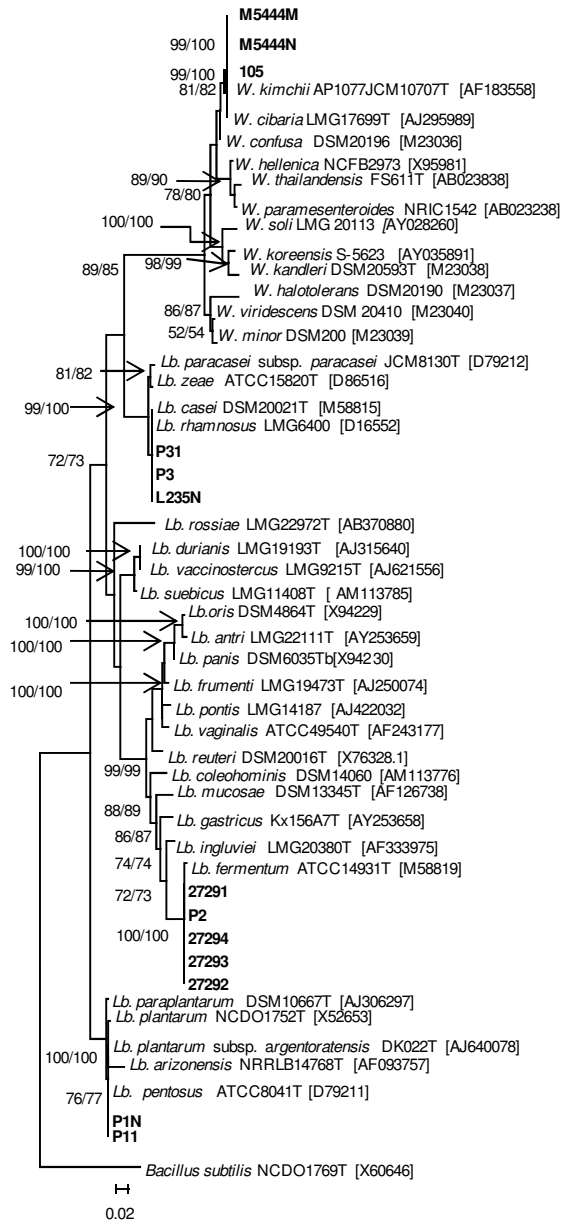 M5444M
99/100
M5444N
99/100
105
81/82
W. kimchii AP1077JCM10707T [AF183558]
W. cibaria LMG17699T [AJ295989]
W. confusa DSM20196 [M23036]
W. hellenica NCFB2973 [X95981]
89/90
W. thailandensis FS611T [AB023838]
78/80
W. paramesenteroides NRIC1542 [AB023238]
100/100
W. soli LMG 20113 [AY028260]
W. koreensis S-5623 [AY035891]
89/85
98/99
W. kandleri DSM20593T [M23038]
W. halotolerans DSM20190 [M23037]
86/87
W. viridescens DSM 20410 [M23040]
52/54
W. minor DSM200 [M23039]
Lb. paracasei subsp. paracasei JCM8130T [D79212]
81/82
Lb. zeae ATCC15820T [D86516]
99/100
Lb. casei DSM20021T [M58815]
Lb. rhamnosus LMG6400 [D16552]
P31
72/73
P3
L235N
Lb. rossiae LMG22972T [AB370880]
100/100
Lb. durianis LMG19193T [AJ315640]
99/100
Lb. vaccinostercus LMG9215T [AJ621556]
Lb. suebicus LMG11408T [ AM113785]
Lb.oris DSM4864T [X94229]
100/100
Lb. antri LMG22111T [AY253659]
100/100
Lb. panis DSM6035Tb[X94230]
100/100
Lb. frumenti LMG19473T [AJ250074]
Lb. pontis LMG14187 [AJ422032]
Lb. vaginalis ATCC49540T [AF243177]
Lb. reuteri DSM20016T [X76328.1]
99/99
Lb. coleohominis DSM14060 [AM113776]
Lb. mucosae DSM13345T [AF126738]
88/89
Lb. gastricus Kx156A7T [AY253658]
86/87
Lb. ingluviei LMG20380T [AF333975]
74/74
Lb. fermentum ATCC14931T [M58819]
72/73
27291
P2
100/100
27294
27293
27292
Lb. paraplantarum DSM10667T [AJ306297]
Lb. plantarum NCDO1752T [X52653]
Lb. plantarum subsp. argentoratensis DK022T [AJ640078]
100/100
Lb. arizonensis NRRLB14768T [AF093757]
76/77
Lb. pentosus ATCC8041T [D79211]
P1N
P11
Bacillus subtilis NCDO1769T [X60646]
0.02